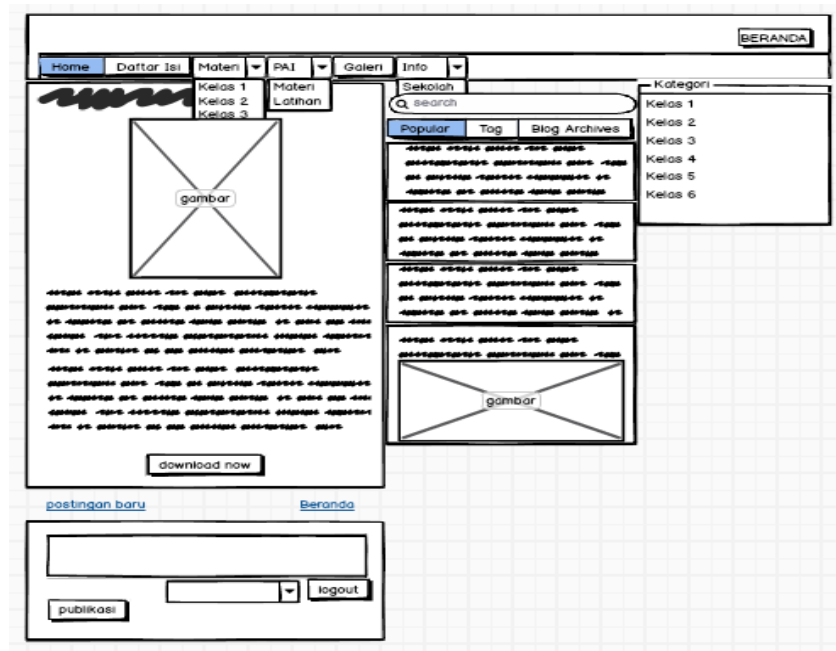 BERANDA
Home Daftar Isi Materi PAI Galeri Info
Kelas 1
Kelas 2
Kelas 3
Materi
Latihan
Sekolah
gambar
download now
search
Popular Tag Blog Archives
gambar
Kategori
Kelas 1
Kelas 2
Kelas 3
Kelas 4
Kelas 5
Kelas 6
postingan baru Beranda
logout
publikasi